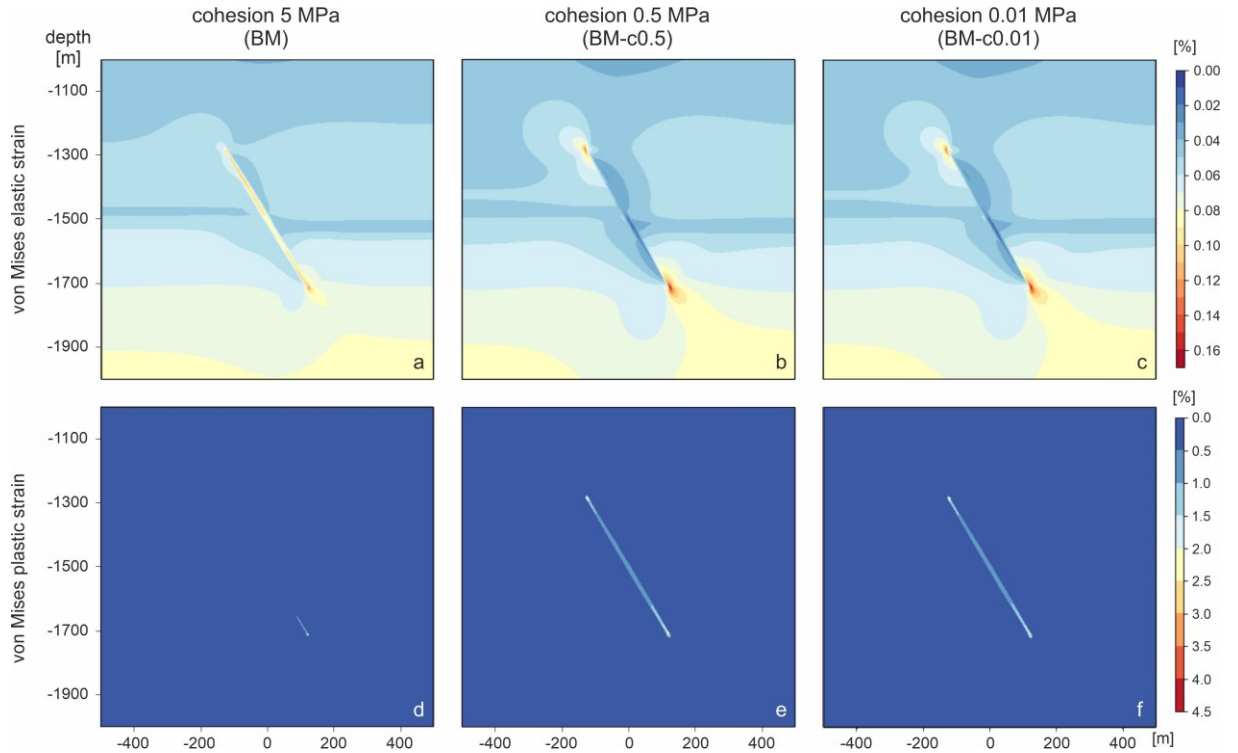 cohesion 5 MPa
(BM)
cohesion 0.5 MPa
(BM-c0.5)
cohesion 0.01 MPa
(BM-c0.01)
depth
[m]
[%]
von Mises elastic strain
-1100
-1300
-1500
-1700
-1900
a
b
c
0.00
0.02
0.04
0.06
0.08
0.10
0.12
0.14
0.16
[%]
von Mises plastic strain
-1100
-1300
-1500
-1700
-1900
d
e
f
0.0
0.5
1.0
1.5
2.0
2.5
3.0
3.5
4.0
4.5
-400 -200 0 200 400
-400 -200 0 200 400
-400 -200 0 200 400
[m]